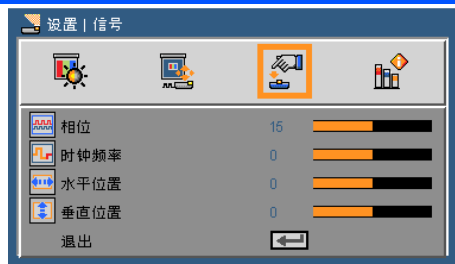 设置 | 信号
相位 15
时钟频率 0
水平位置 0
垂直位置 0
退出